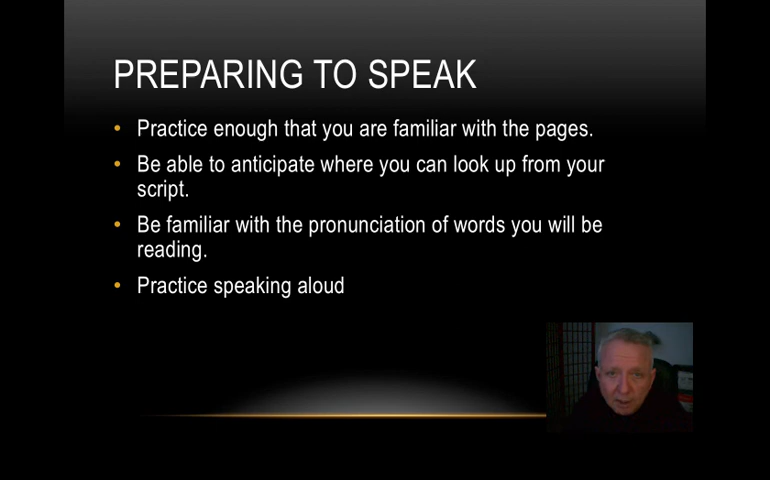 PREPARING TO SPEAK
• Practice enough that you are familiar with the pages.
• Be able to anticipate where you can look up from your
script.
• Be familiar with the pronunciation of words you will be
reading.
• Practice speaking aloud